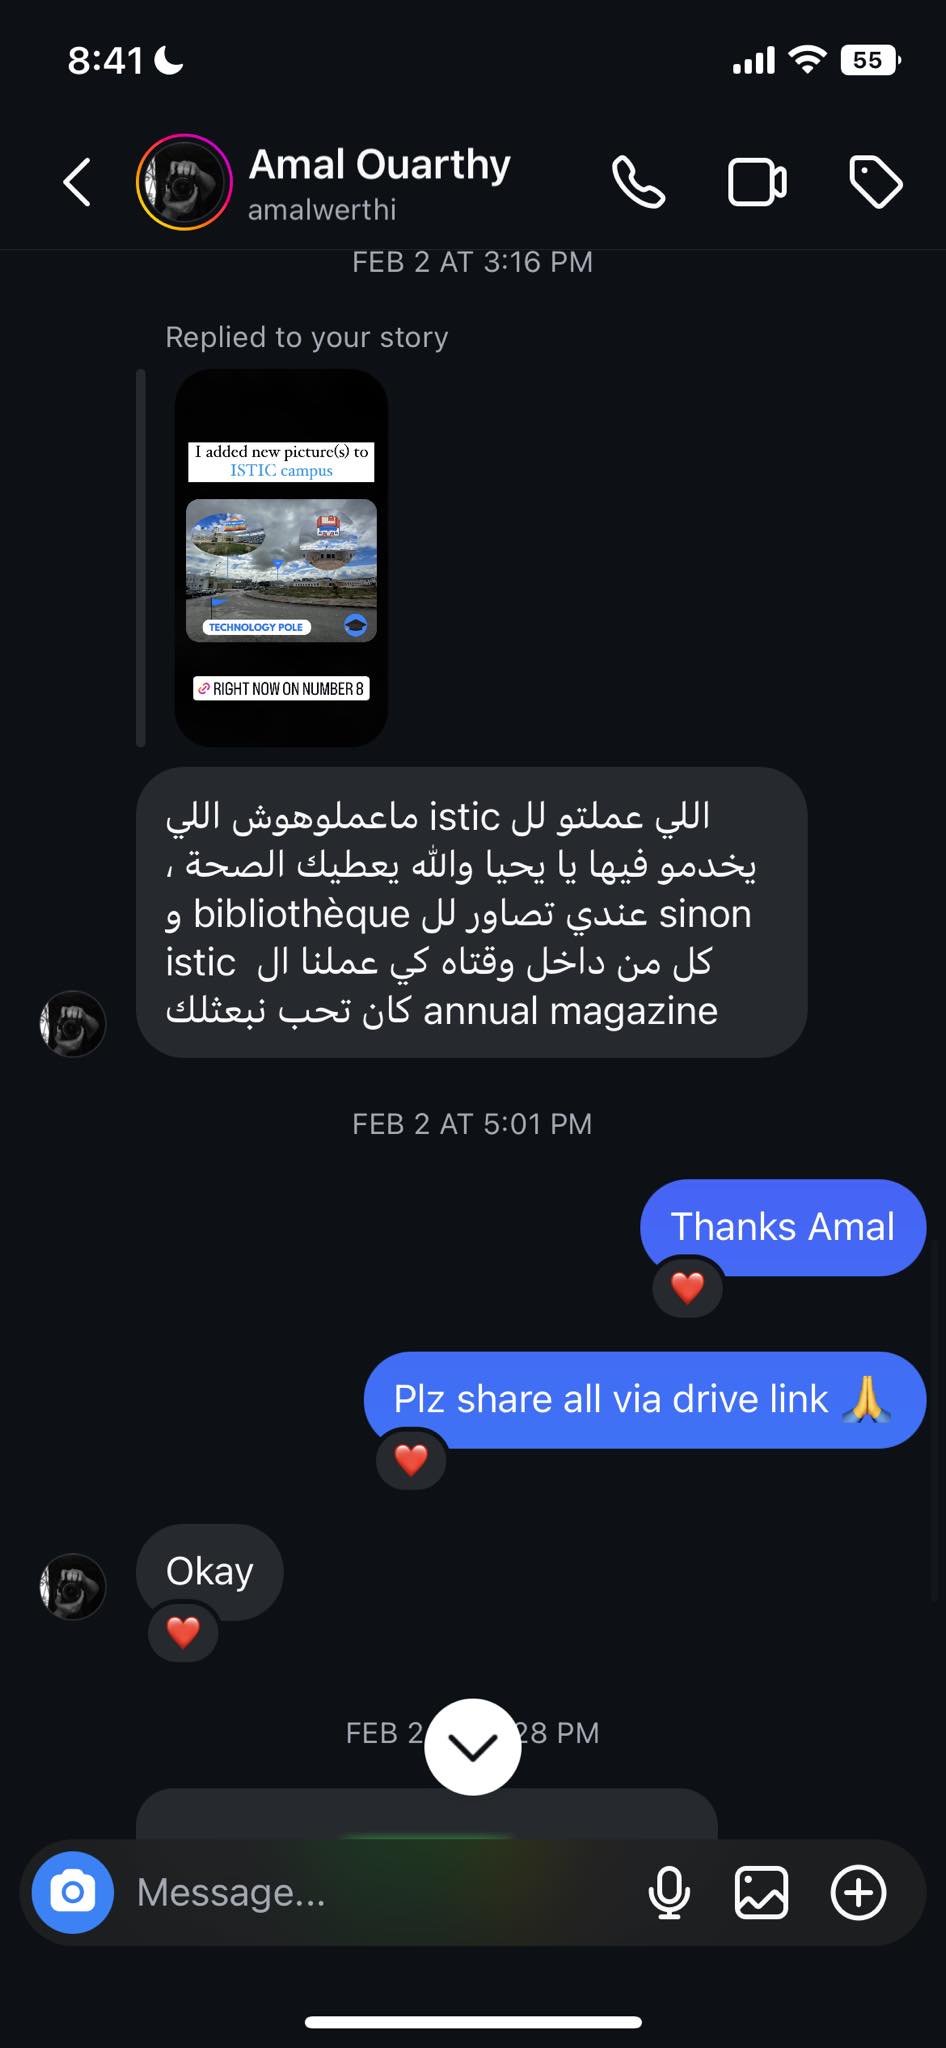 8:41
55
Amal Ouarthy
amalwerthi
FEB 2 AT 3:16 PM
Replied to your story
I added new picture(s) to
ISTIC campus
TECHNOLOGY POLE
RIGHT NOW ON NUMBER 8
اللي عملتو لل istic ماعملوهوش اللي
يخدمو فيها يا يحيا والله يعطيك الصحة ،
sinon عندي تصاور لل bibliothèque و
كل من داخل وقتاه كي عملنا ال istic
annual magazine كان تحب نبعثلك
FEB 2 AT 5:01 PM
Thanks Amal
Plz share all via drive link 🙏
Okay
FEB 2 28 PM
Message...